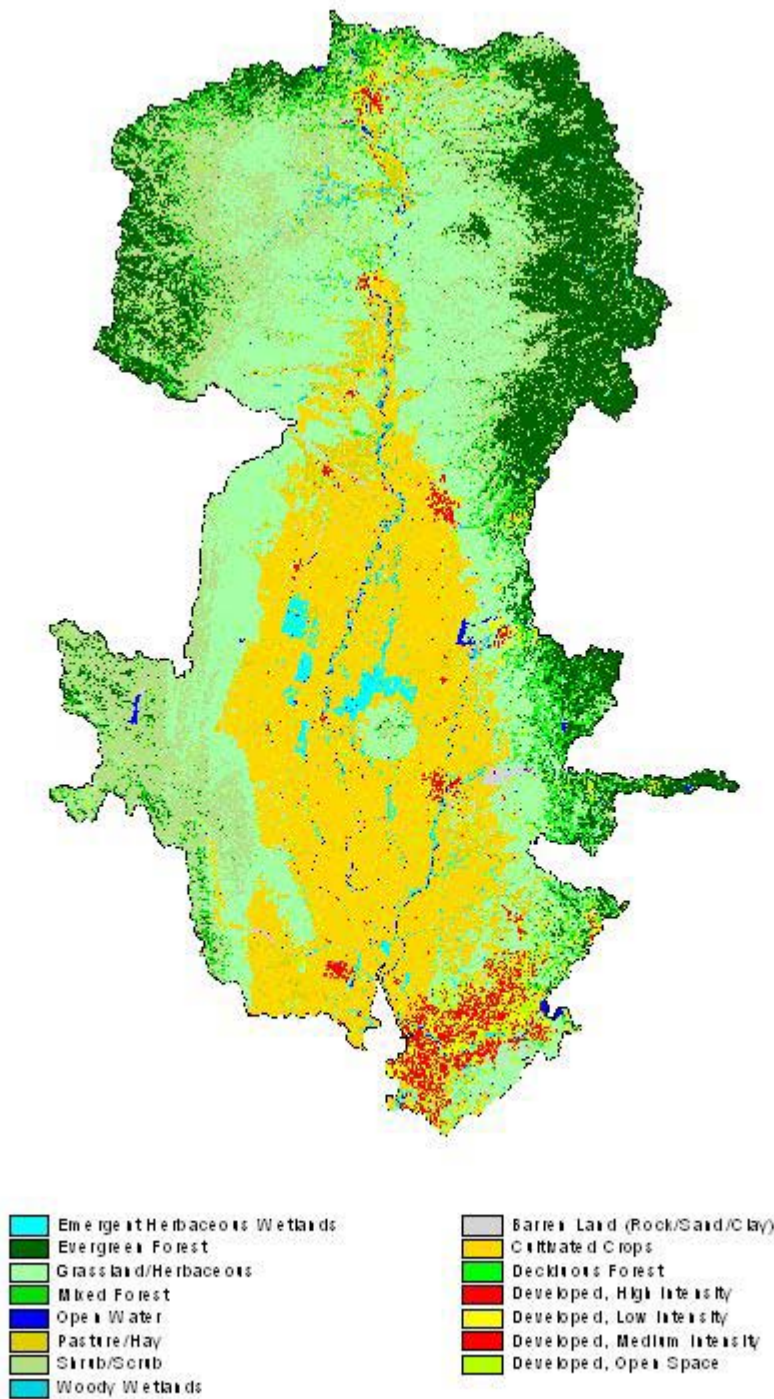 Emergent Herbaceous Wetlands
Evergreen Forest
Grassland/Herbaceous
Mixed Forest
Open Water
Pasture/Hay
Shrub/Scrub
Woody Wetlands
Barren Land (Rock/Sand/Clay)
Cultivated Crops
Deciduous Forest
Developed, High Intensity
Developed, Low Intensity
Developed, Medium Intensity
Developed, Open Space